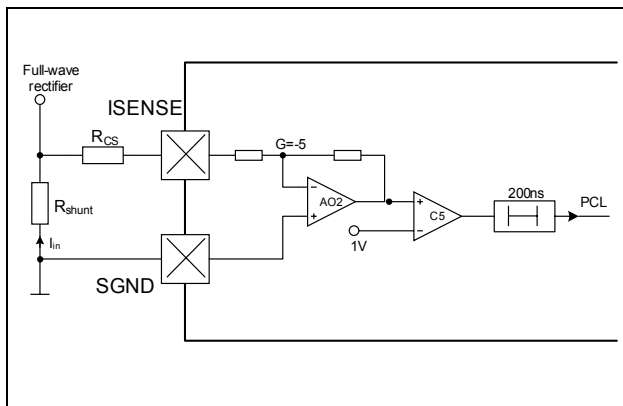 Full-wave
rectifier
ISENSE
RCS
G=-5
Rshunt
AO2
C5
200ns
PCL
1V
Iin
SGND
−
+
+
−